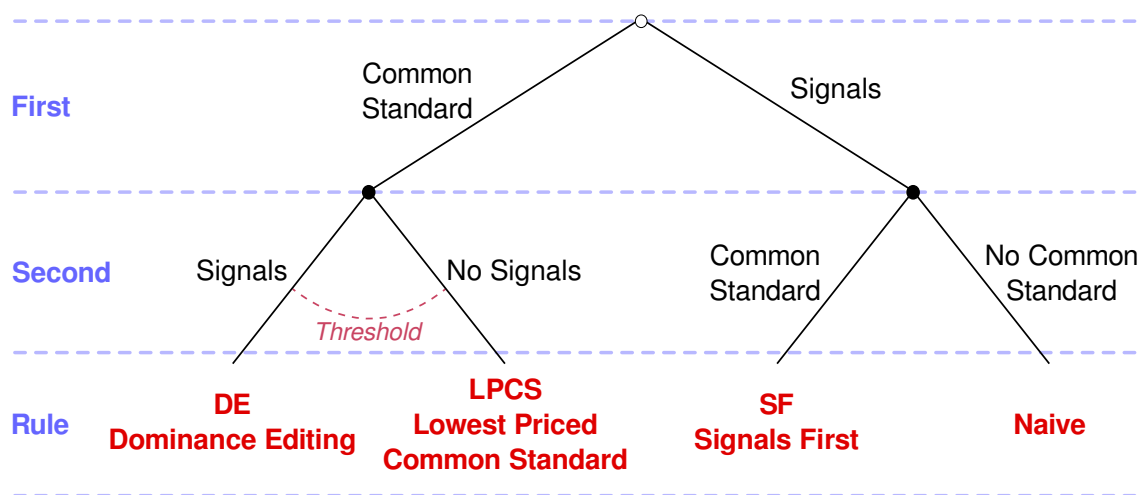 Common
Standard
Signals
First
Signals
No Signals
Common
Standard
No Common
Standard
Second
Threshold
Rule
DE
Dominance Editing
LPCS
Lowest Priced
Common Standard
SF
Signals First
Naive